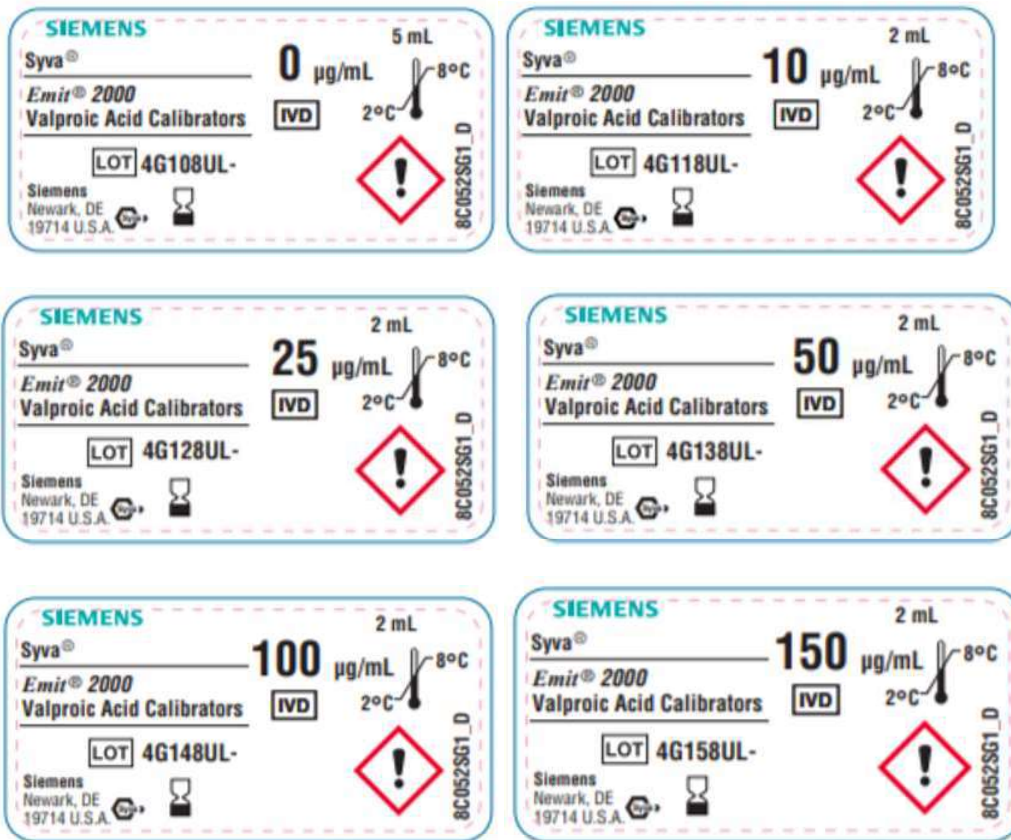 SIEMENS
5 mL
Syva®
0 µg/mL
8°C
Emit® 2000
Valproic Acid Calibrators
IVD
2°C
LOT 4G108UL-
Siemens
Newark, DE
19714 U.S.A.
8C052SG1_D
SIEMENS
2 mL
Syva®
10 µg/mL
8°C
Emit® 2000
Valproic Acid Calibrators
IVD
2°C
LOT 4G118UL-
Siemens
Newark, DE
19714 U.S.A.
8C052SG1_D
SIEMENS
2 mL
Syva®
25 µg/mL
8°C
Emit® 2000
Valproic Acid Calibrators
IVD
2°C
LOT 4G128UL-
Siemens
Newark, DE
19714 U.S.A.
8C052SG1_D
SIEMENS
2 mL
Syva®
50 µg/mL
8°C
Emit® 2000
Valproic Acid Calibrators
IVD
2°C
LOT 4G138UL-
Siemens
Newark, DE
19714 U.S.A.
8C052SG1_D
SIEMENS
2 mL
Syva®
100 µg/mL
8°C
Emit® 2000
Valproic Acid Calibrators
IVD
2°C
LOT 4G148UL-
Siemens
Newark, DE
19714 U.S.A.
8C052SG1_D
SIEMENS
2 mL
Syva®
150 µg/mL
8°C
Emit® 2000
Valproic Acid Calibrators
IVD
2°C
LOT 4G158UL-
Siemens
Newark, DE
19714 U.S.A.
8C052SG1_D